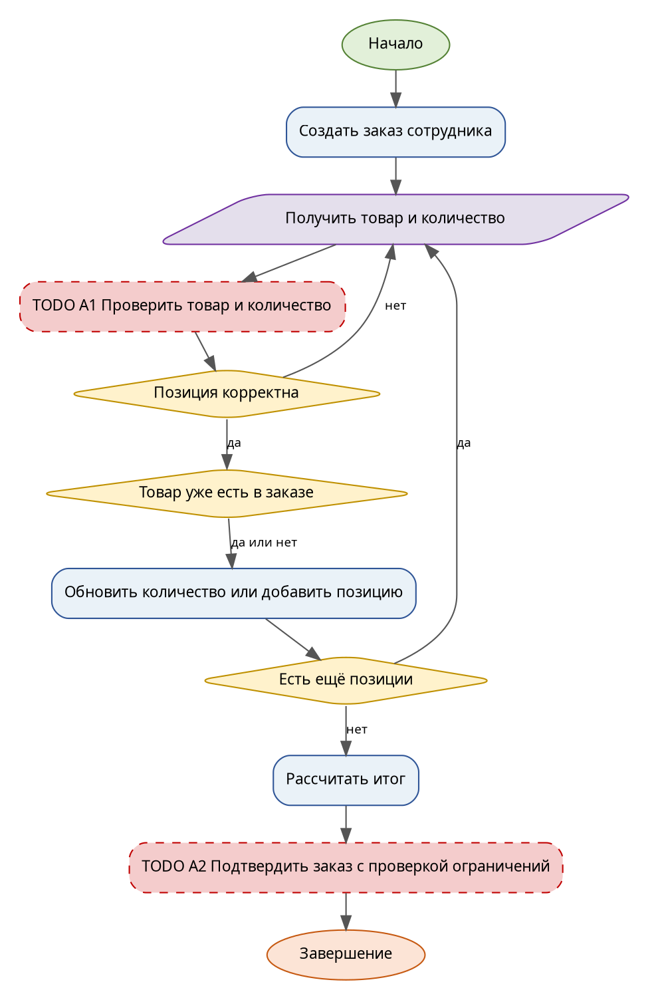 Начало
Создать заказ сотрудника
Получить товар и количество
TODO A1 Проверить товар и количество
нет
Позиция корректна
да
да
Товар уже есть в заказе
да или нет
Обновить количество или добавить позицию
Есть ещё позиции
нет
Рассчитать итог
TODO A2 Подтвердить заказ с проверкой ограничений
Завершение